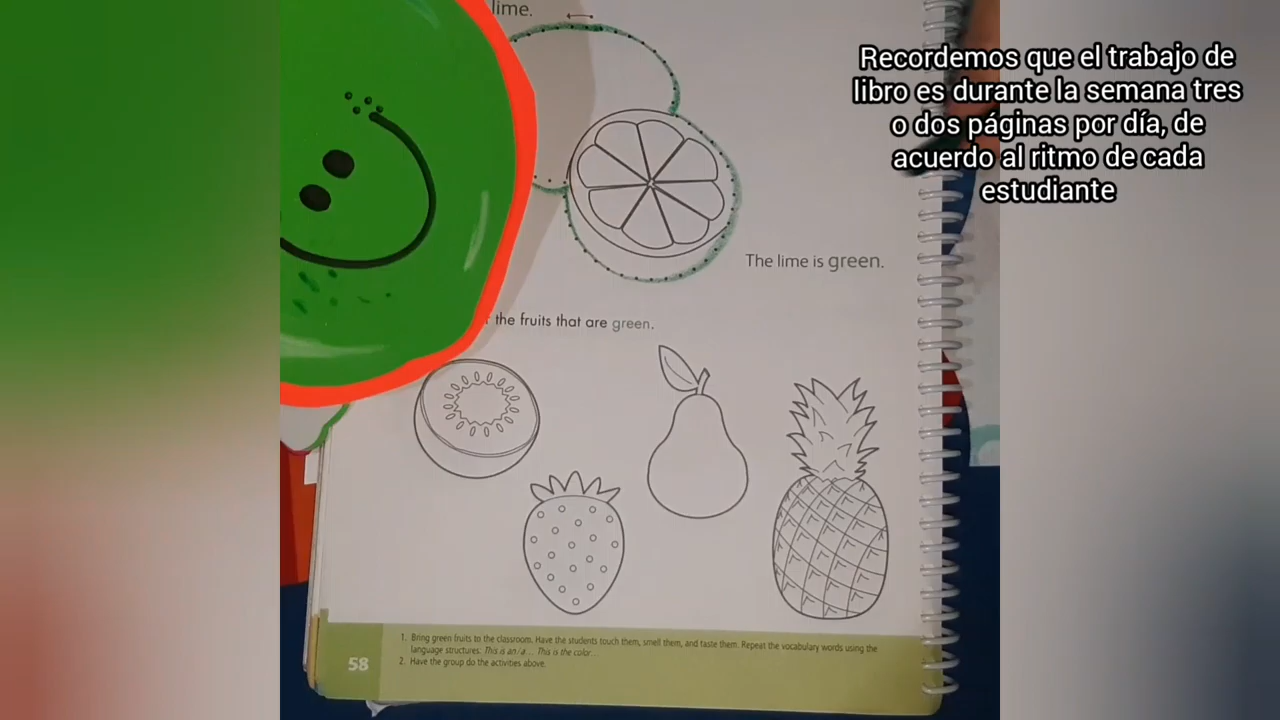 lime.
Recordemos que el trabajo de
libro es durante la semana tres
o dos páginas por día, de
acuerdo al ritmo de cada
estudiante
The lime is green.
the fruits that are green.
1. Bring green fruits to the classroom. Have the students touch them, smell them, and taste them. Repeat the vocabulary words using the
language structures: This is an/a... This is the color...
2. Have the group do the activities above.
58